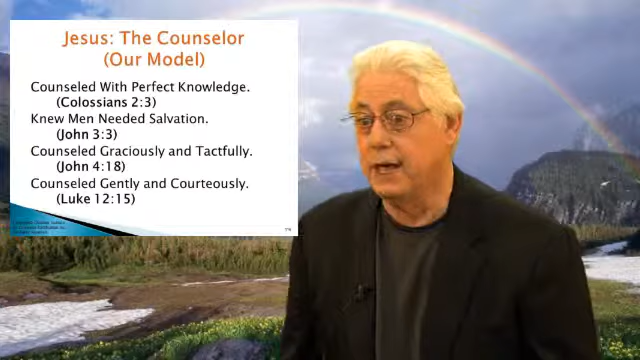 Jesus: The Counselor
(Our Model)
Counseled With Perfect Knowledge.
(Colossians 2:3)
Knew Men Needed Salvation.
(John 3:3)
Counseled Graciously and Tactfully.
(John 4:18)
Counseled Gently and Courteously.
(Luke 12:15)